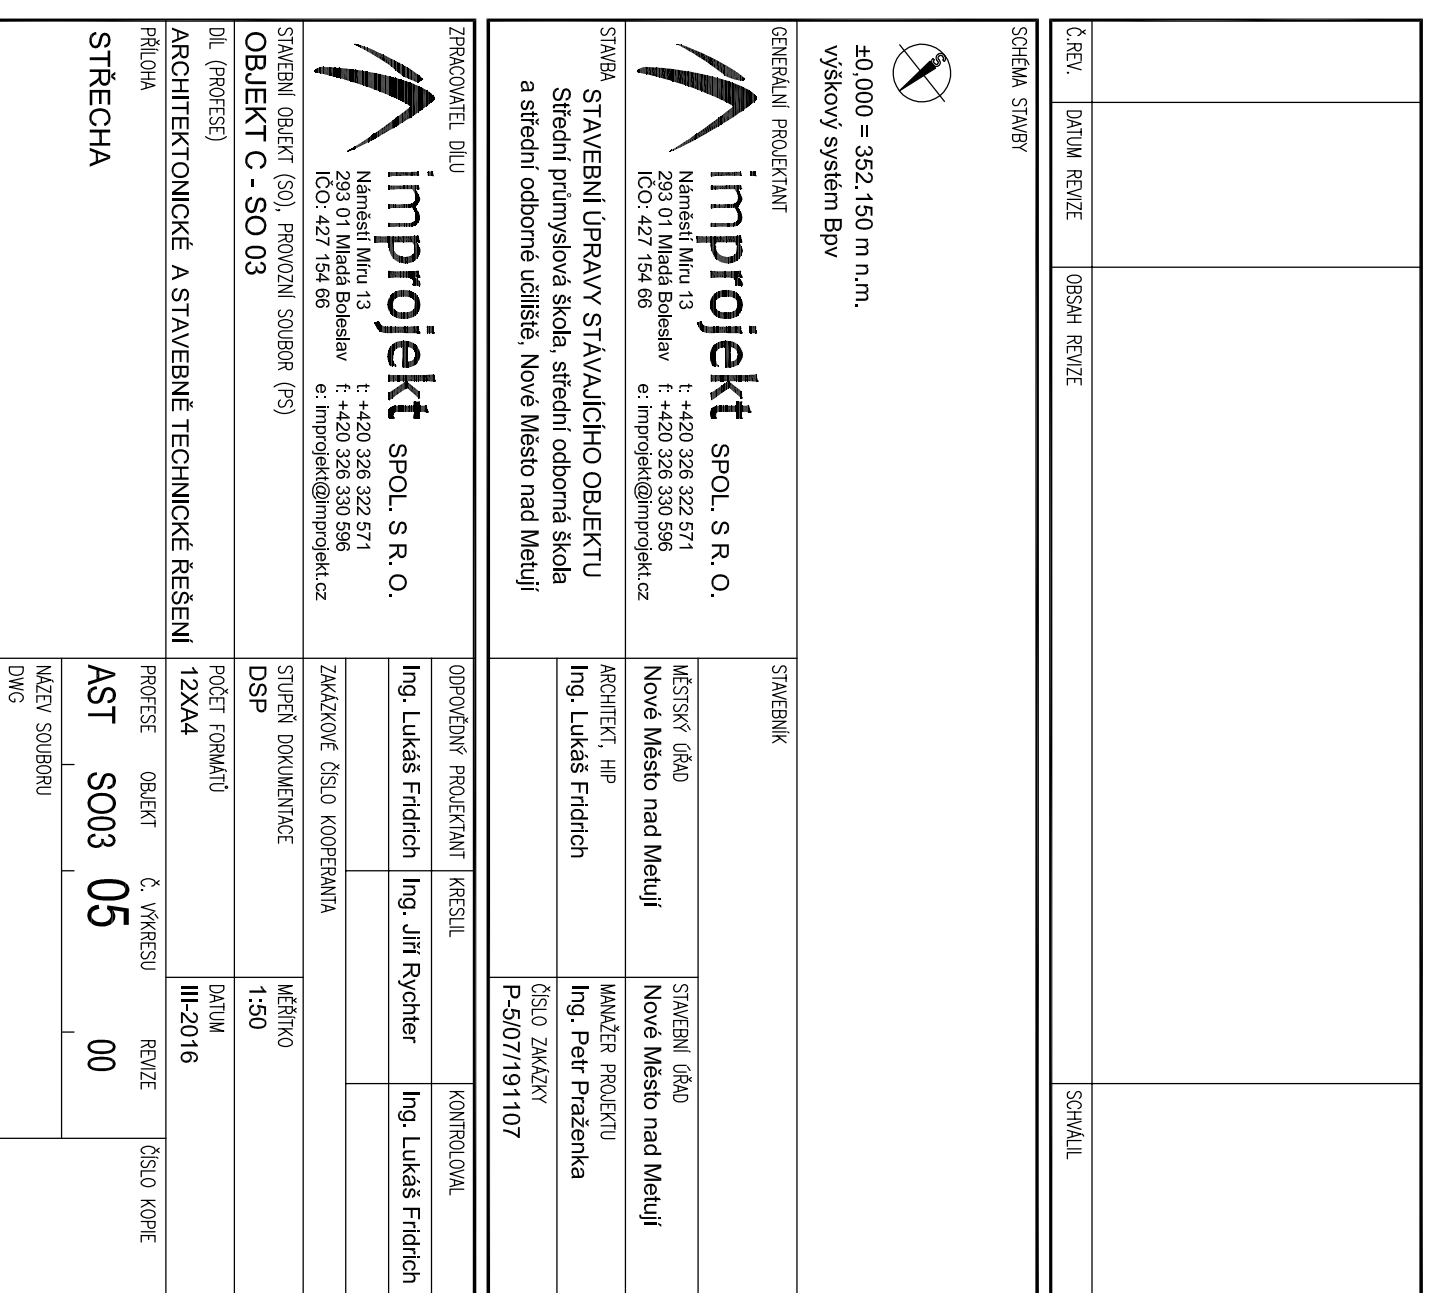 Č.REV.
DATUM REVIZE
OBSAH REVIZE
SCHVÁLIL
SCHÉMA STAVBY
S
±0,000 = 352.150 m n.m.
výškový systém Bpv
GENERÁLNÍ PROJEKTANT
improjekt SPOL. S R. O.
Náměstí Míru 13 t: +420 326 322 571
293 01 Mladá Boleslav f: +420 326 330 596
IČO: 427 154 66 e: improjekt@improjekt.cz
STAVEBNÍK
MĚSTSKÝ ÚŘAD
Nové Město nad Metují
STAVEBNÍ ÚŘAD
Nové Město nad Metují
STAVBA
STAVEBNÍ ÚPRAVY STÁVAJÍCÍHO OBJEKTU
Střední průmyslová škola, střední odborná škola
a střední odborné učiliště, Nové Město nad Metují
ARCHITEKT, HIP
Ing. Lukáš Fridrich
MANAŽER PROJEKTU
Ing. Petr Praženka
ČÍSLO ZAKÁZKY
P-5/07/191107
ZPRACOVATEL DÍLU
improjekt SPOL. S R. O.
Náměstí Míru 13 t: +420 326 322 571
293 01 Mladá Boleslav f: +420 326 330 596
IČO: 427 154 66 e: improjekt@improjekt.cz
ODPOVĚDNÝ PROJEKTANT
Ing. Lukáš Fridrich
KRESLIL
Ing. Jiří Rychter
KONTROLOVAL
Ing. Lukáš Fridrich
ZAKÁZKOVÉ ČÍSLO KOOPERANTA
STAVEBNÍ OBJEKT (SO), PROVOZNÍ SOUBOR (PS)
OBJEKT C - SO 03
STUPEŇ DOKUMENTACE
DSP
MĚŘÍTKO
1:50
DÍL (PROFESE)
ARCHITEKTONICKÉ A STAVEBNĚ TECHNICKÉ ŘEŠENÍ
POČET FORMÁTŮ
12XA4
DATUM
III-2016
PŘÍLOHA
STŘECHA
PROFESE OBJEKT Č. VÝKRESU REVIZE
AST SO03 05 00
ČÍSLO KOPIE
NÁZEV SOUBORU
DWG